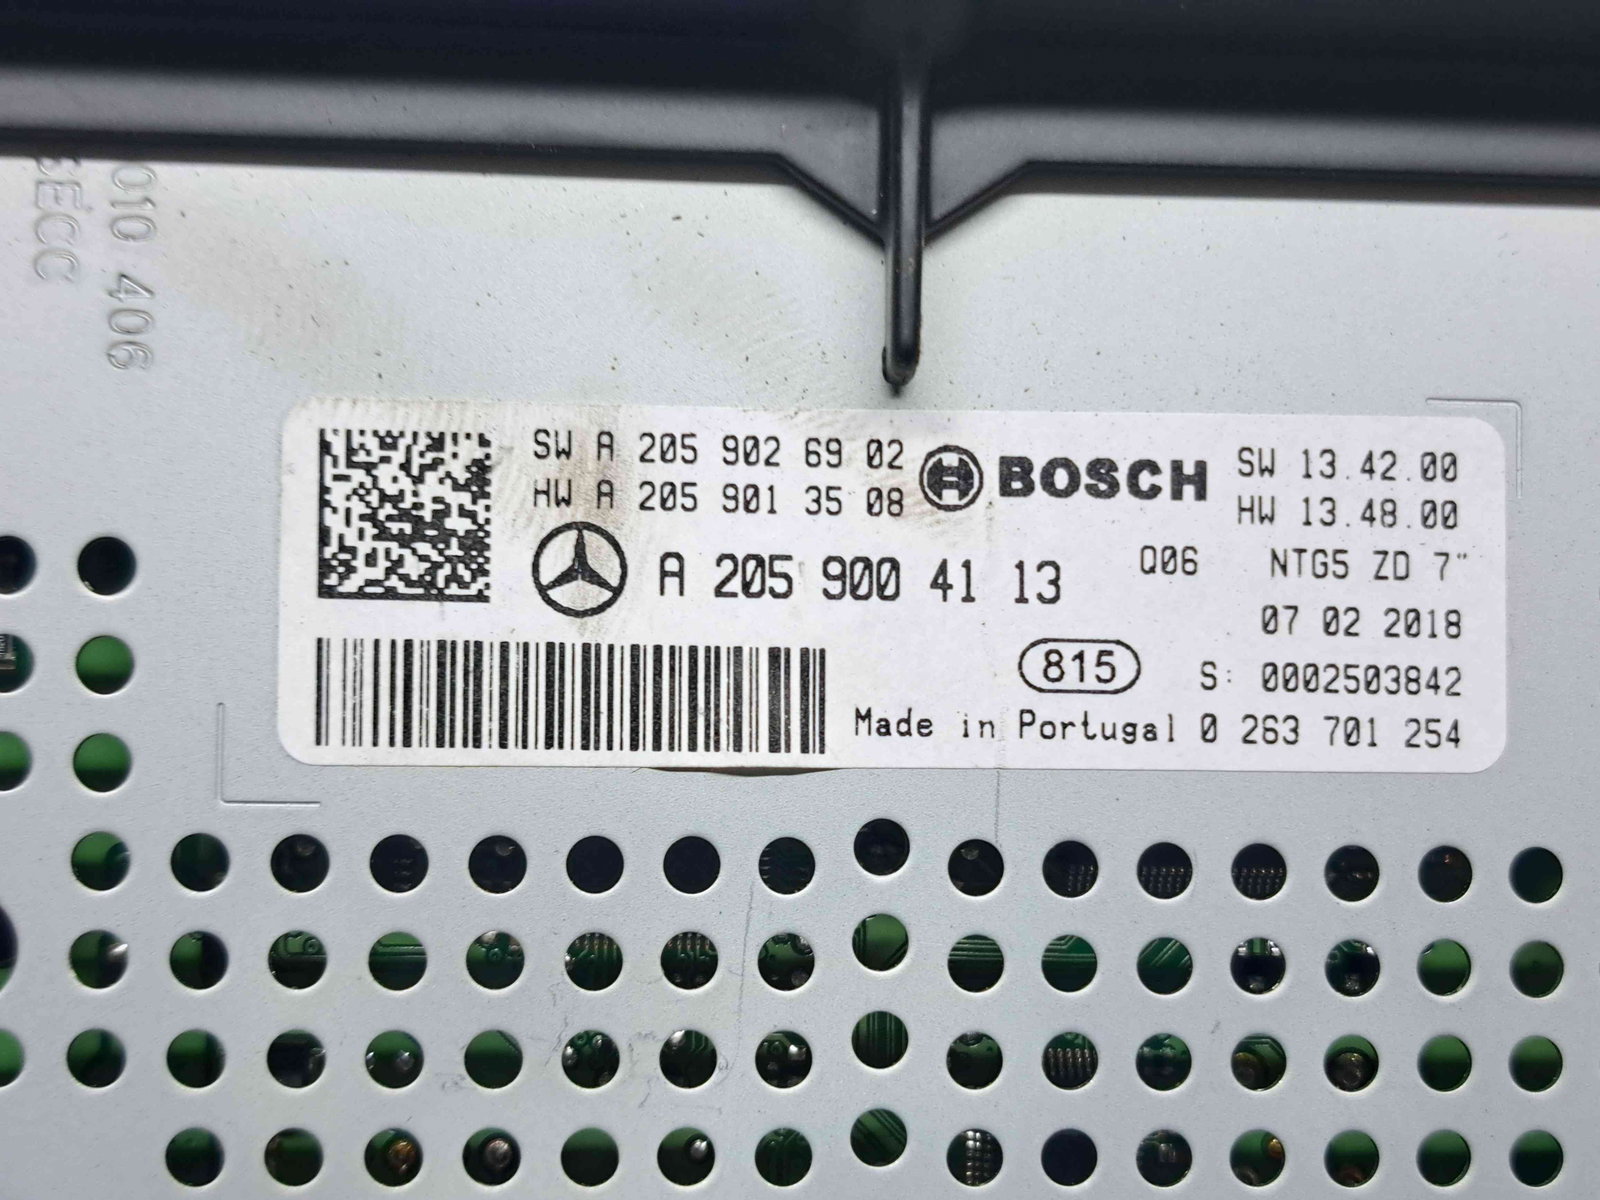 010 406
SECC
SW A 205 902 69 02
HW A 205 901 35 08
BOSCH
SW 13.42.00
HW 13.48.00
A 205 900 41 13
Q06 NTG5 ZD 7"
07 02 2018
815
S: 0002503842
Made in Portugal 0 263 701 254